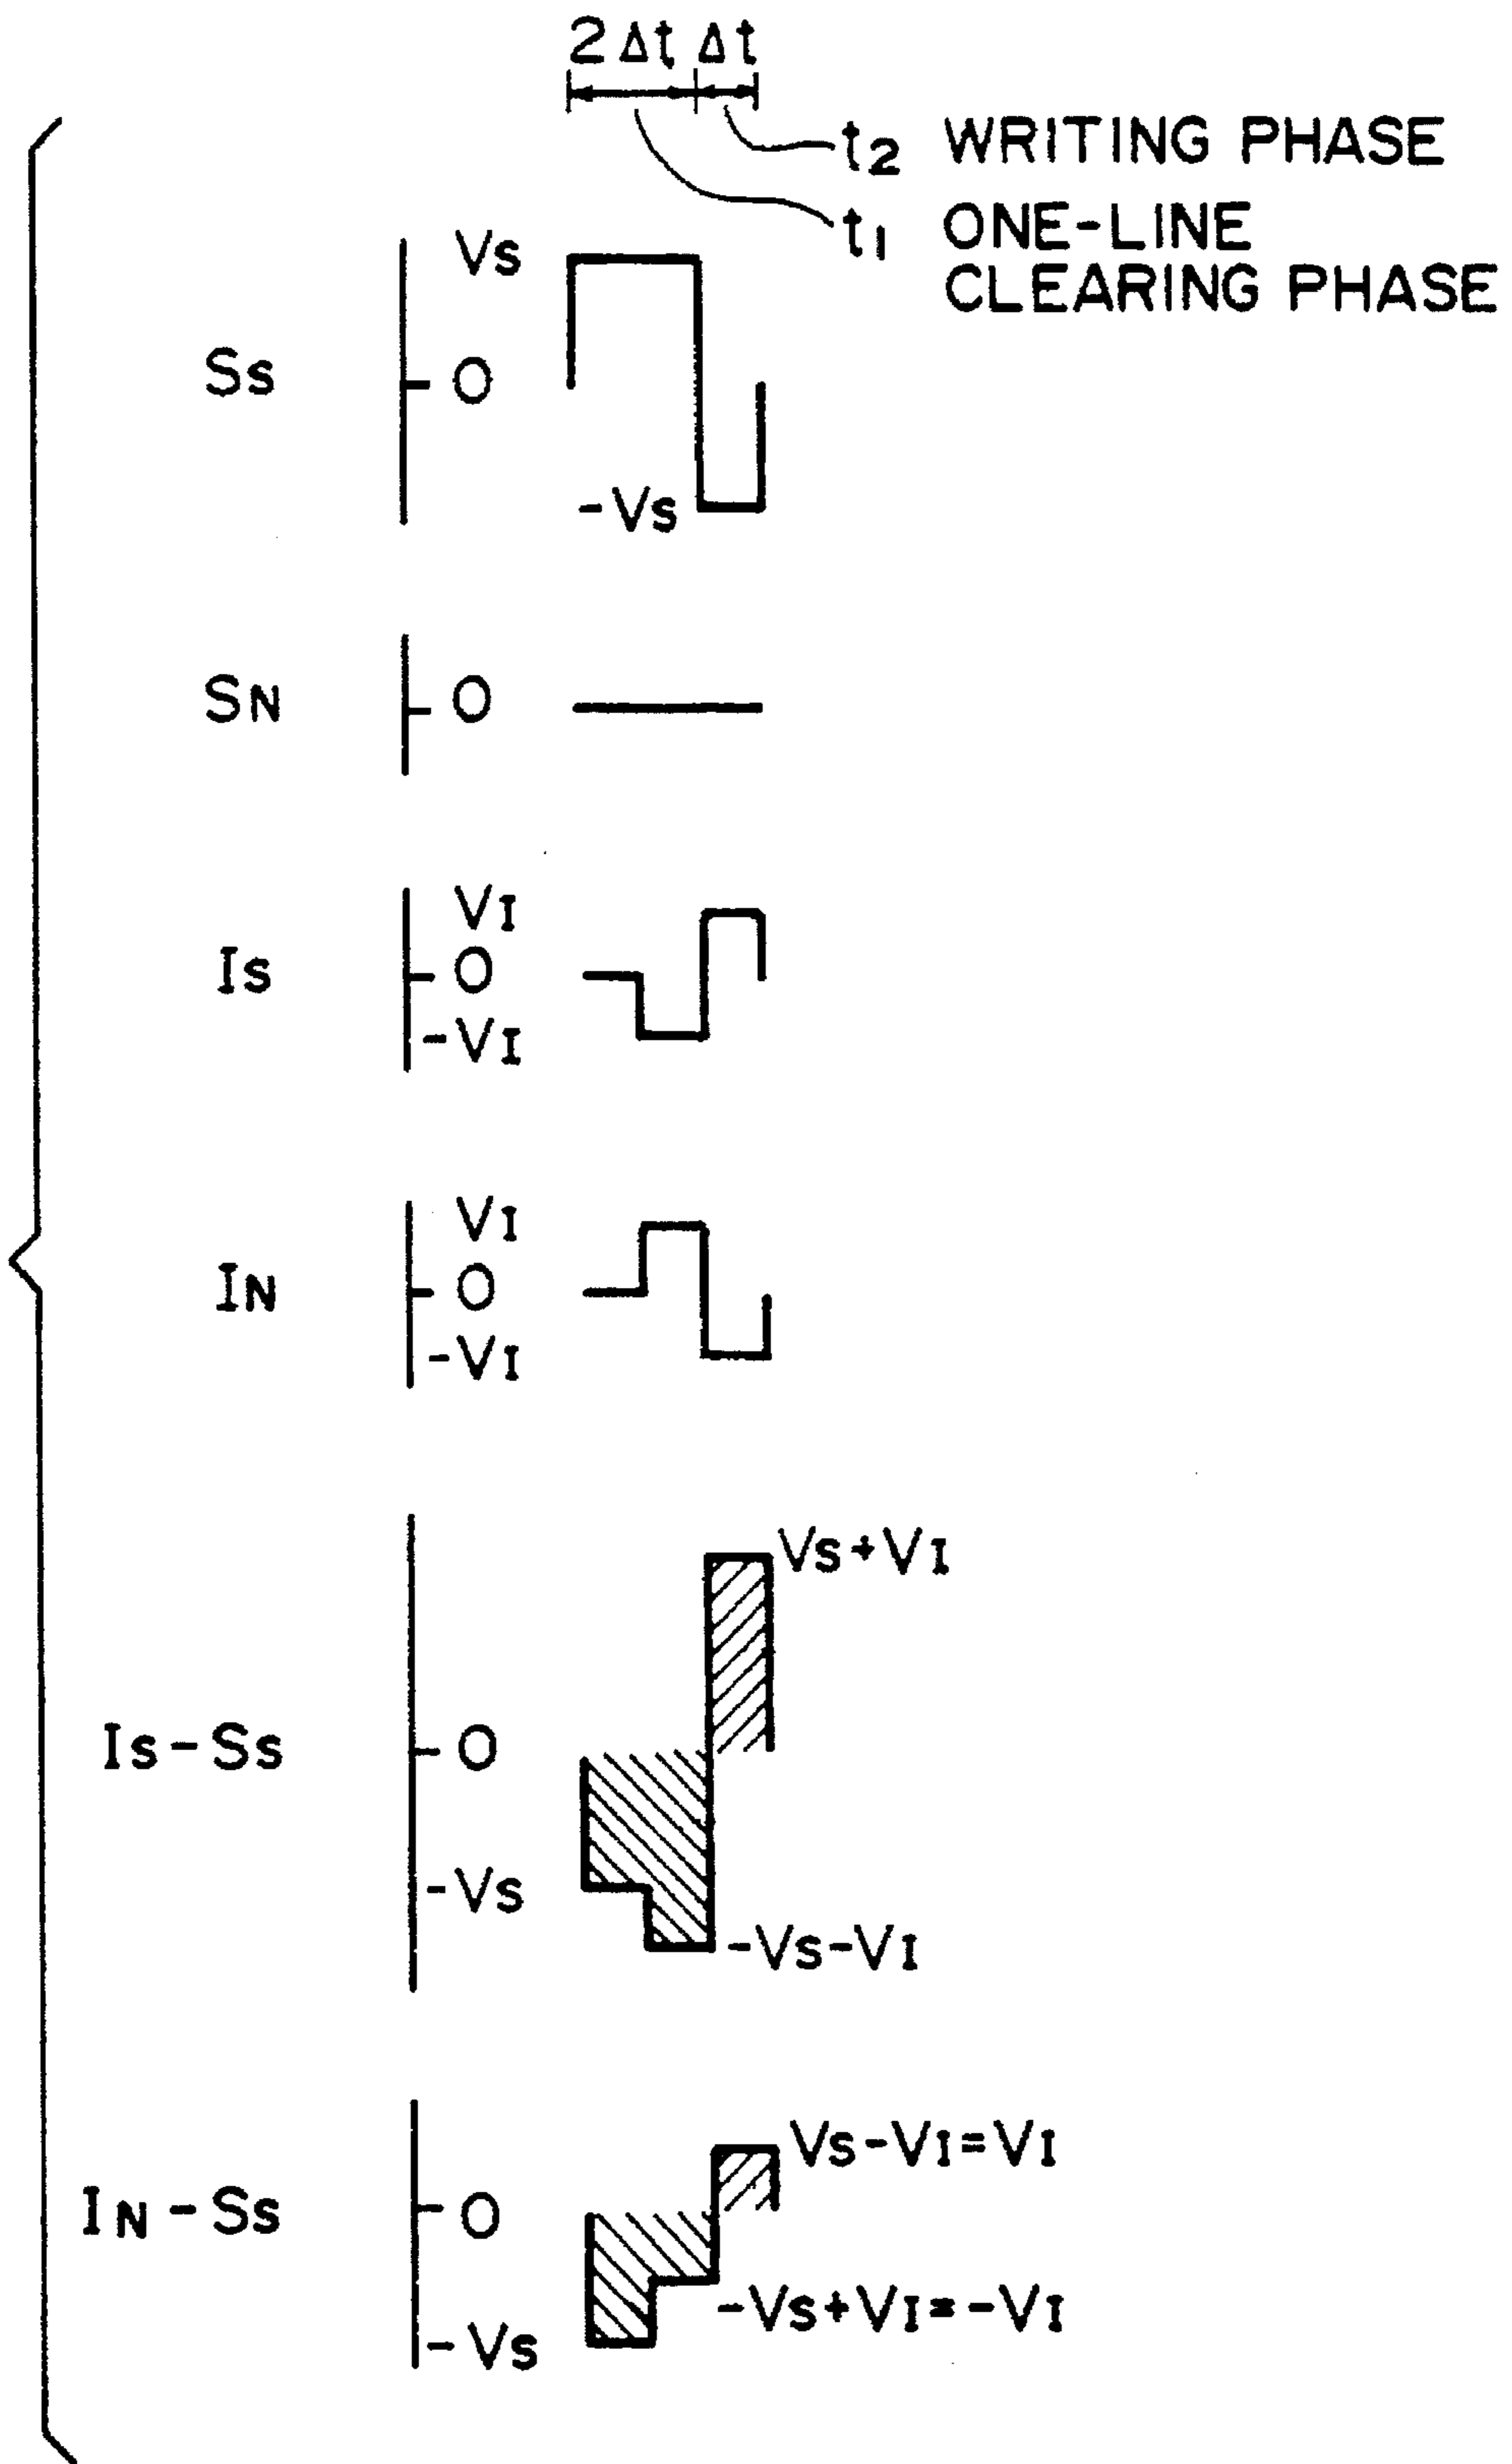 2Δt Δt
t2 WRITING PHASE
t1 ONE-LINE
CLEARING PHASE
Vs
Ss O
-Vs
SN O
VI
Is O
-VI
VI
IN O
-VI
Vs+VI
Is-Ss O
-Vs
-Vs-VI
Vs-VI=VI
IN-Ss O
-Vs+VI=-VI
-Vs